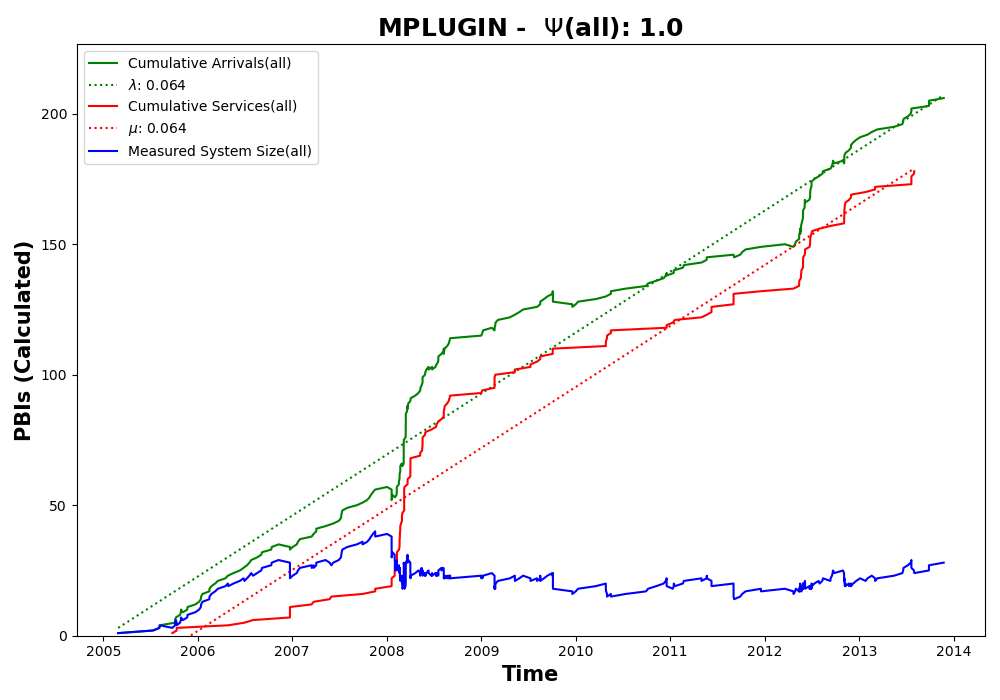 MPLUGIN - Ψ(all): 1.0
Cumulative Arrivals(all)
λ: 0.064
Cumulative Services(all)
μ: 0.064
Measured System Size(all)
200
150
100
50
0
PBIs (Calculated)
2005 2006 2007 2008 2009 2010 2011 2012 2013 2014
Time